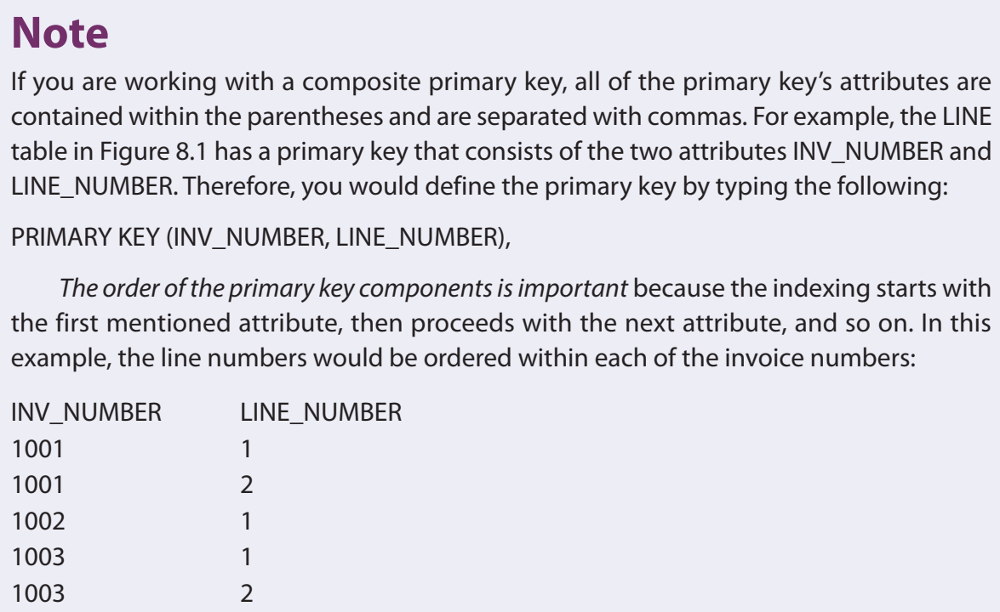 Note
If you are working with a composite primary key, all of the primary key’s attributes are
contained within the parentheses and are separated with commas. For example, the LINE
table in Figure 8.1 has a primary key that consists of the two attributes INV_NUMBER and
LINE_NUMBER. Therefore, you would define the primary key by typing the following:
PRIMARY KEY (INV_NUMBER, LINE_NUMBER),
The order of the primary key components is important because the indexing starts with
the first mentioned attribute, then proceeds with the next attribute, and so on. In this
example, the line numbers would be ordered within each of the invoice numbers:
INV_NUMBER LINE_NUMBER
1001 1
1001 2
1002 1
1003 1
1003 2